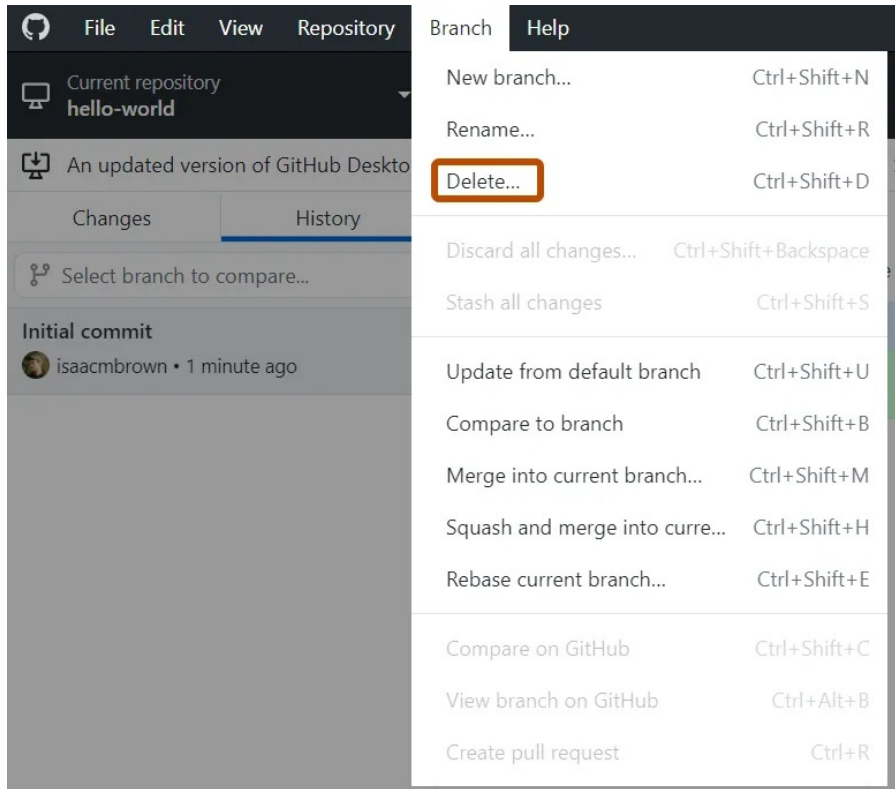 File Edit View Repository Branch Help
Current repository
hello-world
An updated version of GitHub Deskto
Changes History
Select branch to compare...
Initial commit
isaacmbrown • 1 minute ago
New branch... Ctrl+Shift+N
Rename... Ctrl+Shift+R
Delete... Ctrl+Shift+D
Discard all changes... Ctrl+Shift+Backspace
Stash all changes Ctrl+Shift+S
Update from default branch Ctrl+Shift+U
Compare to branch Ctrl+Shift+B
Merge into current branch... Ctrl+Shift+M
Squash and merge into curre... Ctrl+Shift+H
Rebase current branch... Ctrl+Shift+E
Compare on GitHub Ctrl+Shift+C
View branch on GitHub Ctrl+Alt+B
Create pull request Ctrl+R